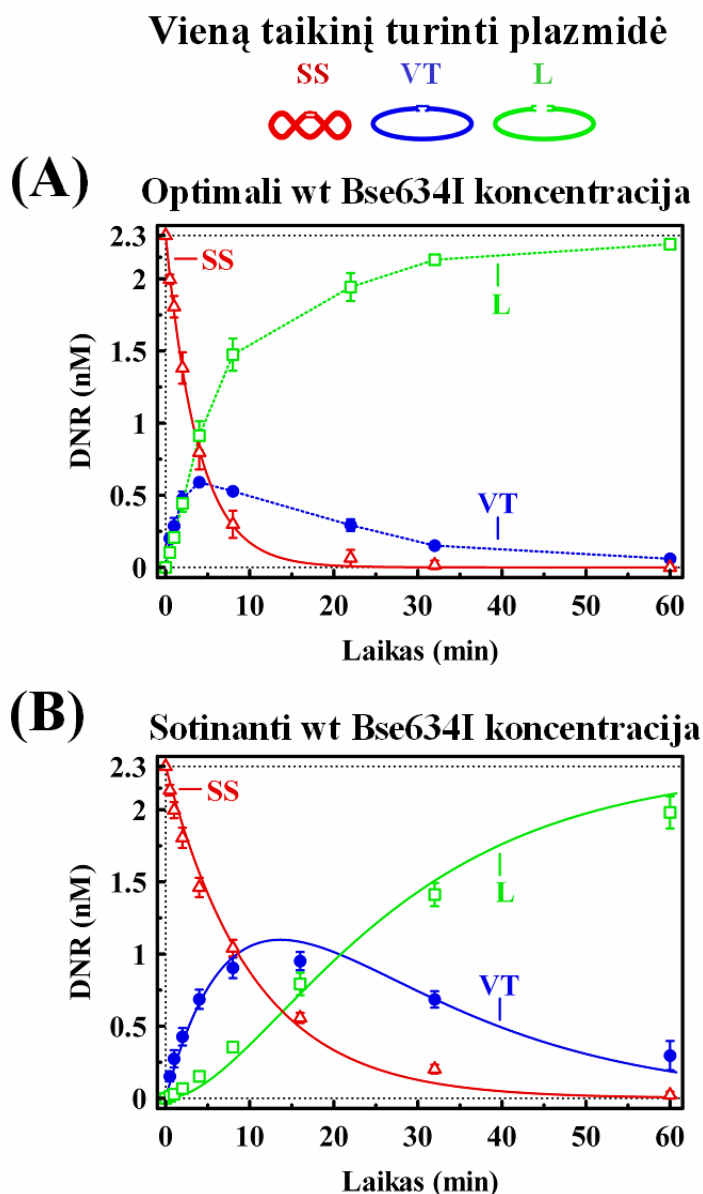 Vieną taikinį turinti plazmidė
SS VT L
(A) Optimali wt Bse634I koncentracija
2.3
2
1.5
1
0.5
0
DNR (nM)
SS
L
VT
0 10 20 30 40 50 60
Laikas (min)
(B) Sotinanti wt Bse634I koncentracija
2.3
2
1.5
1
0.5
0
DNR (nM)
SS
L
VT
0 10 20 30 40 50 60
Laikas (min)